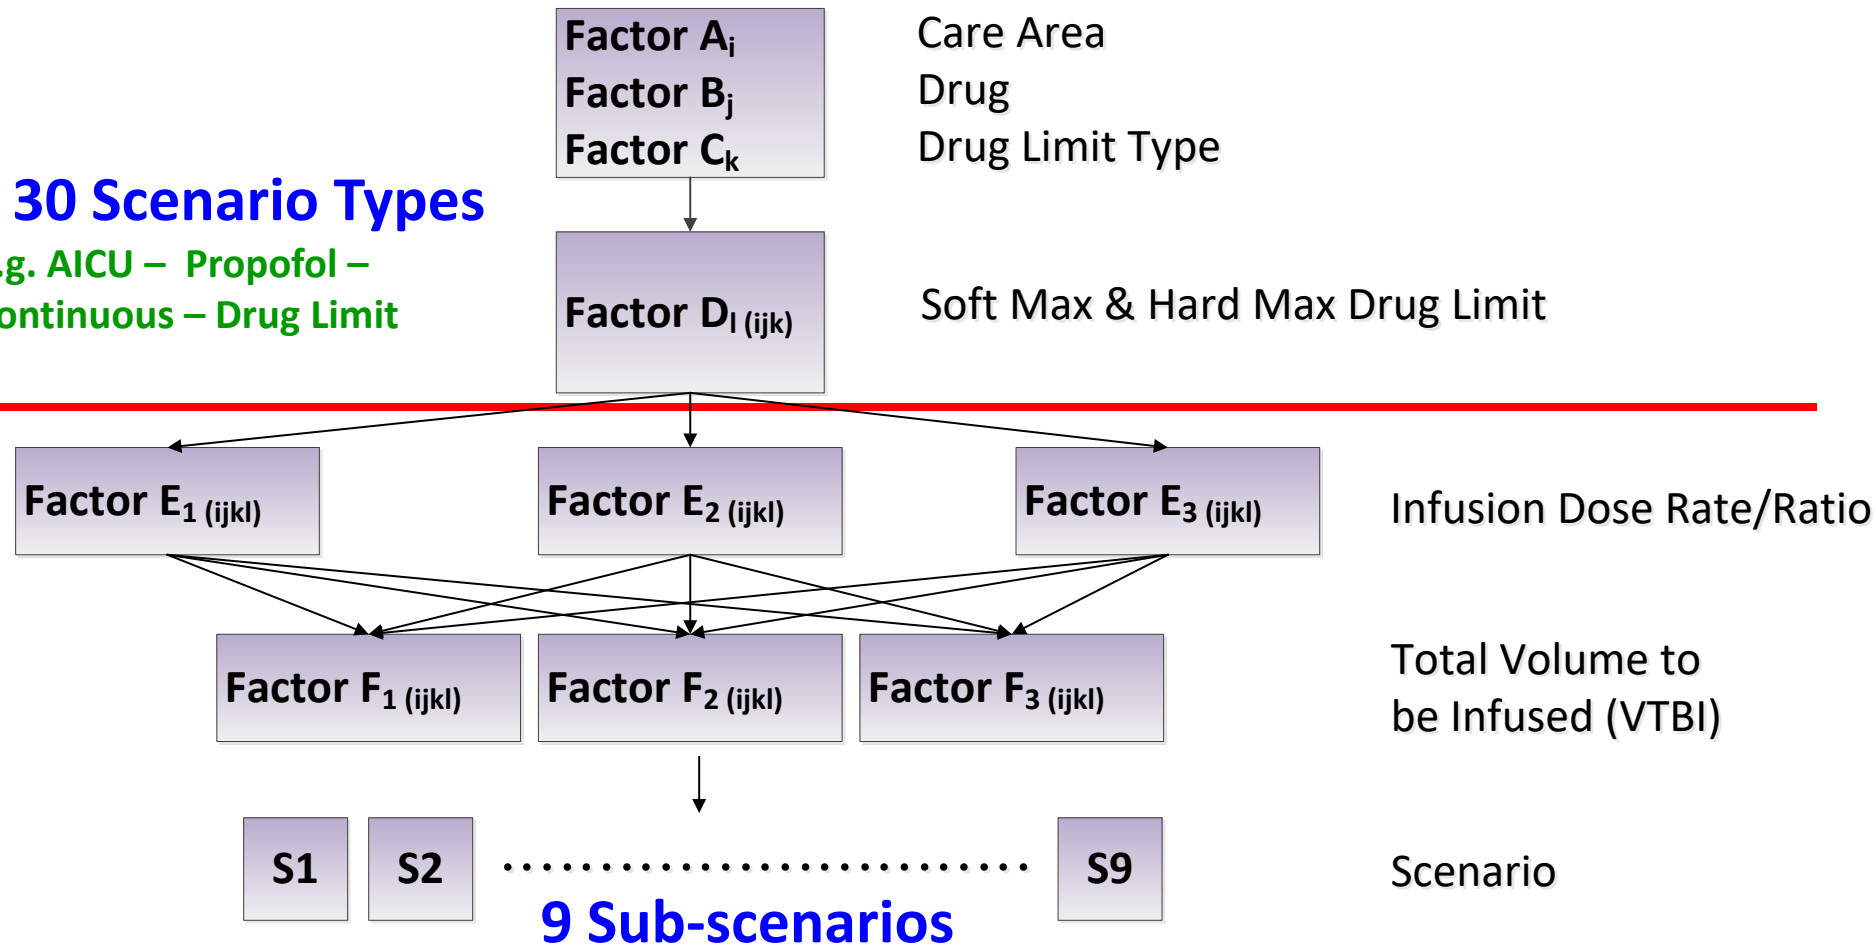 Factor Ai
Care Area
Factor Bj
Drug
Factor Ck
Drug Limit Type
30 Scenario Types
.g. AICU – Propofol –
ontinuous – Drug Limit
Factor Dl (ijk)
Soft Max & Hard Max Drug Limit
Factor E1 (ijkl)
Factor E2 (ijkl)
Factor E3 (ijkl)
Infusion Dose Rate/Ratio
Factor F1 (ijkl)
Factor F2 (ijkl)
Factor F3 (ijkl)
Total Volume to
be Infused (VTBI)
S1
S2
S9
Scenario
9 Sub-scenarios